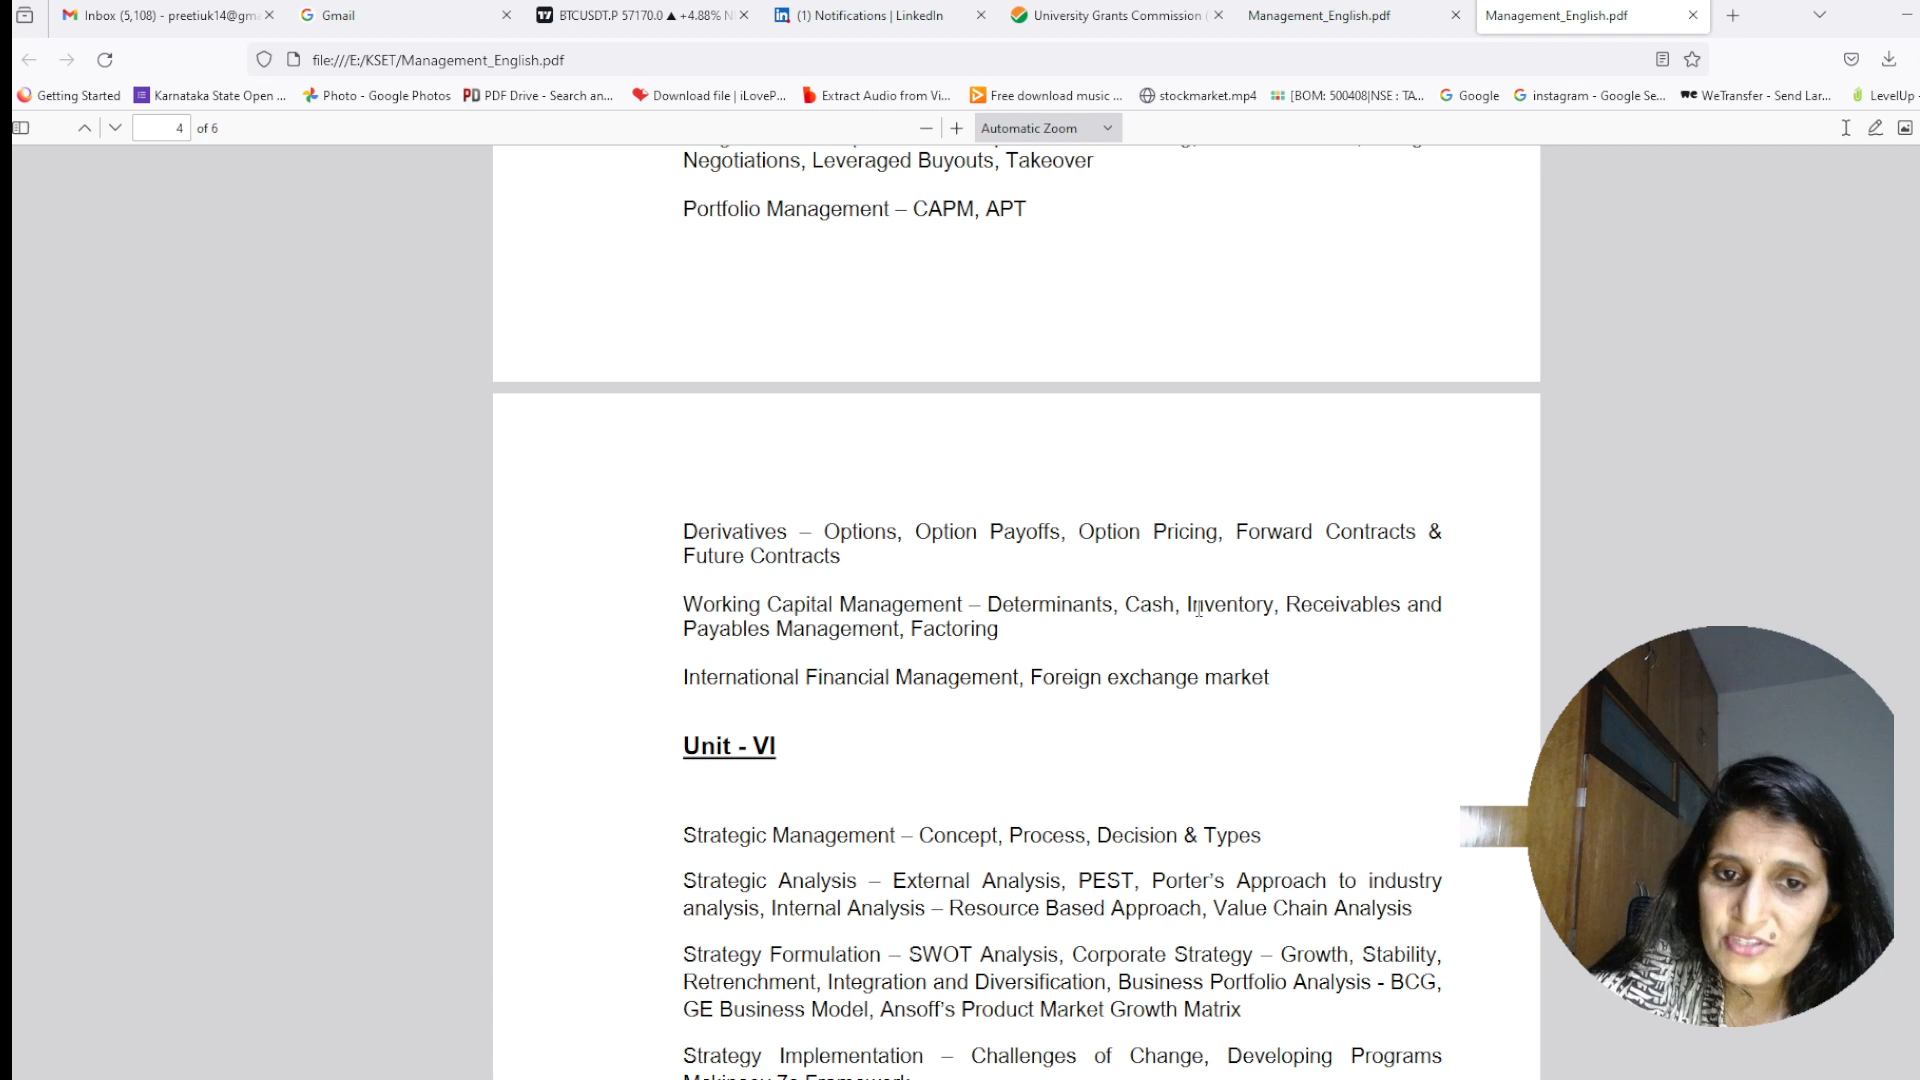 Inbox (5,108) - preetiuk14@gm
Gmail
BTCUSDT.P 57170.0 ▲ +4.88% N
(1) Notifications | LinkedIn
University Grants Commission
Management_English.pdf
Management_English.pdf
file:///E:/KSET/Management_English.pdf
Getting Started
Karnataka State Open ...
Photo - Google Photos
PD PDF Drive - Search an...
Download file | iLoveP...
Extract Audio from Vi...
Free download music ...
stockmarket.mp4
[BOM: 500408|NSE : TA...
Google
instagram - Google Se...
we WeTransfer - Send Lar...
LevelUp
4 of 6
Automatic Zoom
Negotiations, Leveraged Buyouts, Takeover
Portfolio Management – CAPM, APT
Derivatives – Options, Option Payoffs, Option Pricing, Forward Contracts &
Future Contracts
Working Capital Management – Determinants, Cash, Inventory, Receivables and
Payables Management, Factoring
International Financial Management, Foreign exchange market
Unit - VI
Strategic Management – Concept, Process, Decision & Types
Strategic Analysis – External Analysis, PEST, Porter's Approach to industry
analysis, Internal Analysis – Resource Based Approach, Value Chain Analysis
Strategy Formulation – SWOT Analysis, Corporate Strategy – Growth, Stability,
Retrenchment, Integration and Diversification, Business Portfolio Analysis - BCG,
GE Business Model, Ansoff's Product Market Growth Matrix
Strategy Implementation – Challenges of Change, Developing Programs